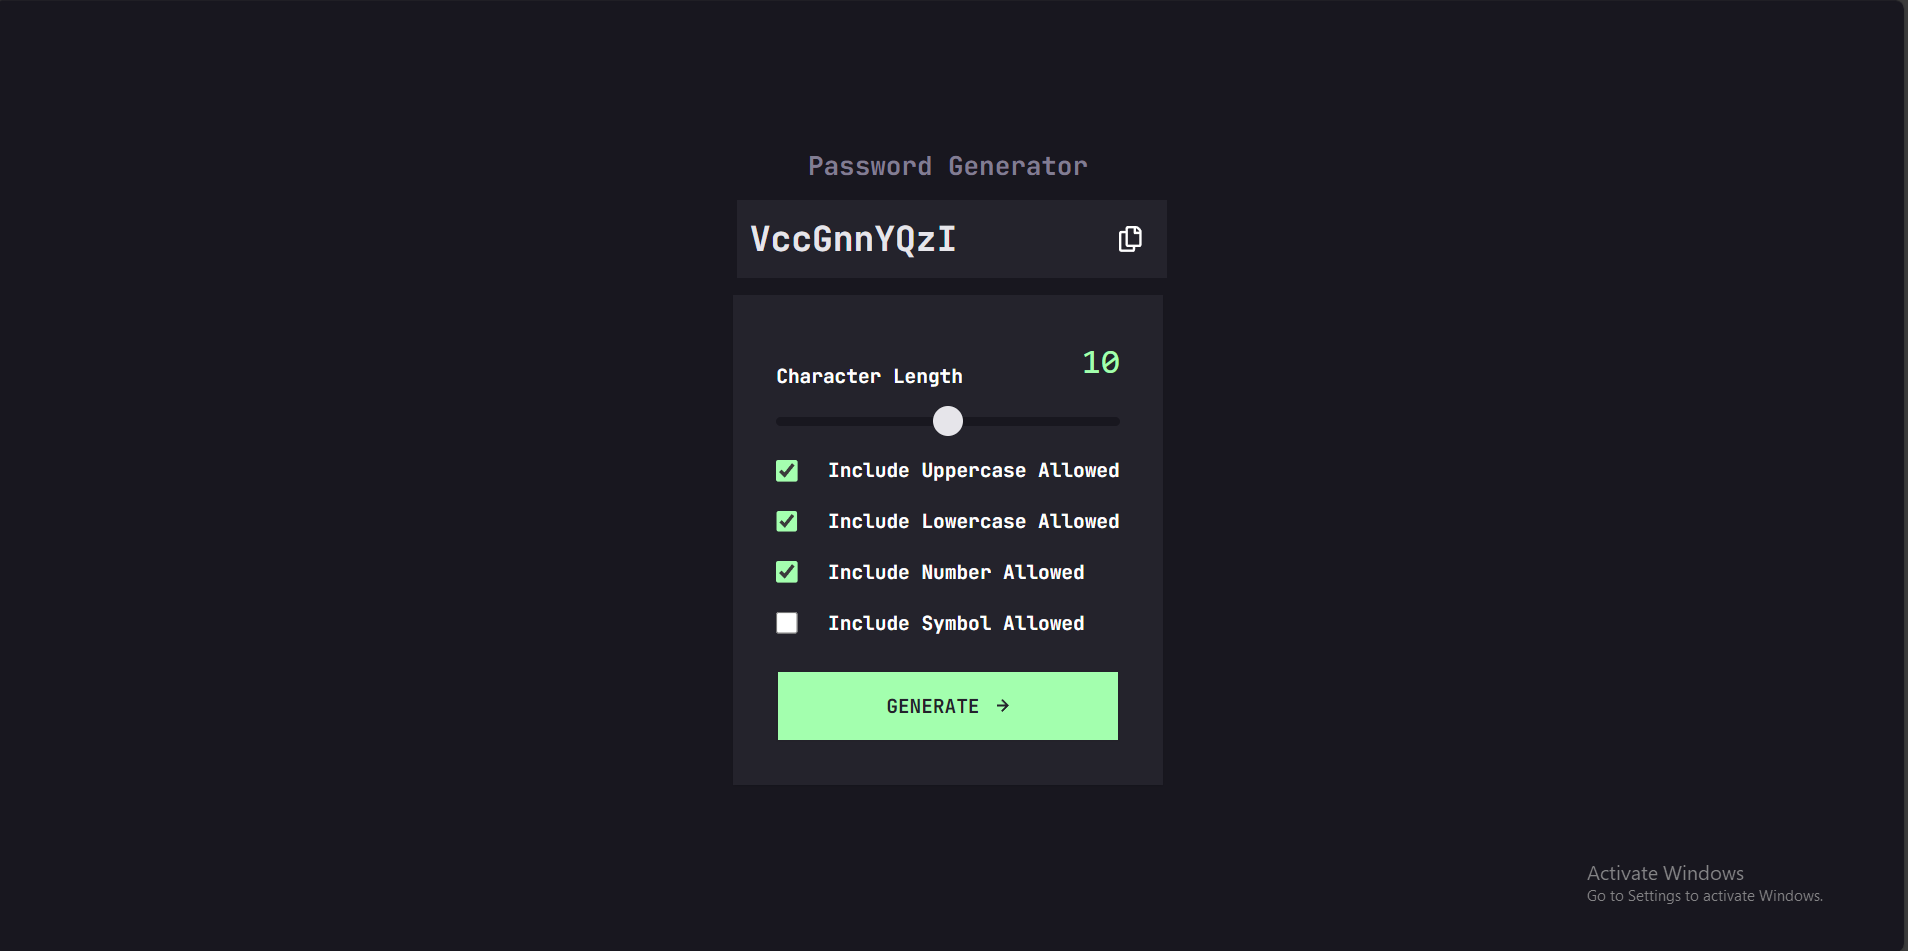 Password Generator
VccGnnYQzI
Character Length
10
Include Uppercase Allowed
Include Lowercase Allowed
Include Number Allowed
Include Symbol Allowed
GENERATE →
Activate Windows
Go to Settings to activate Windows.